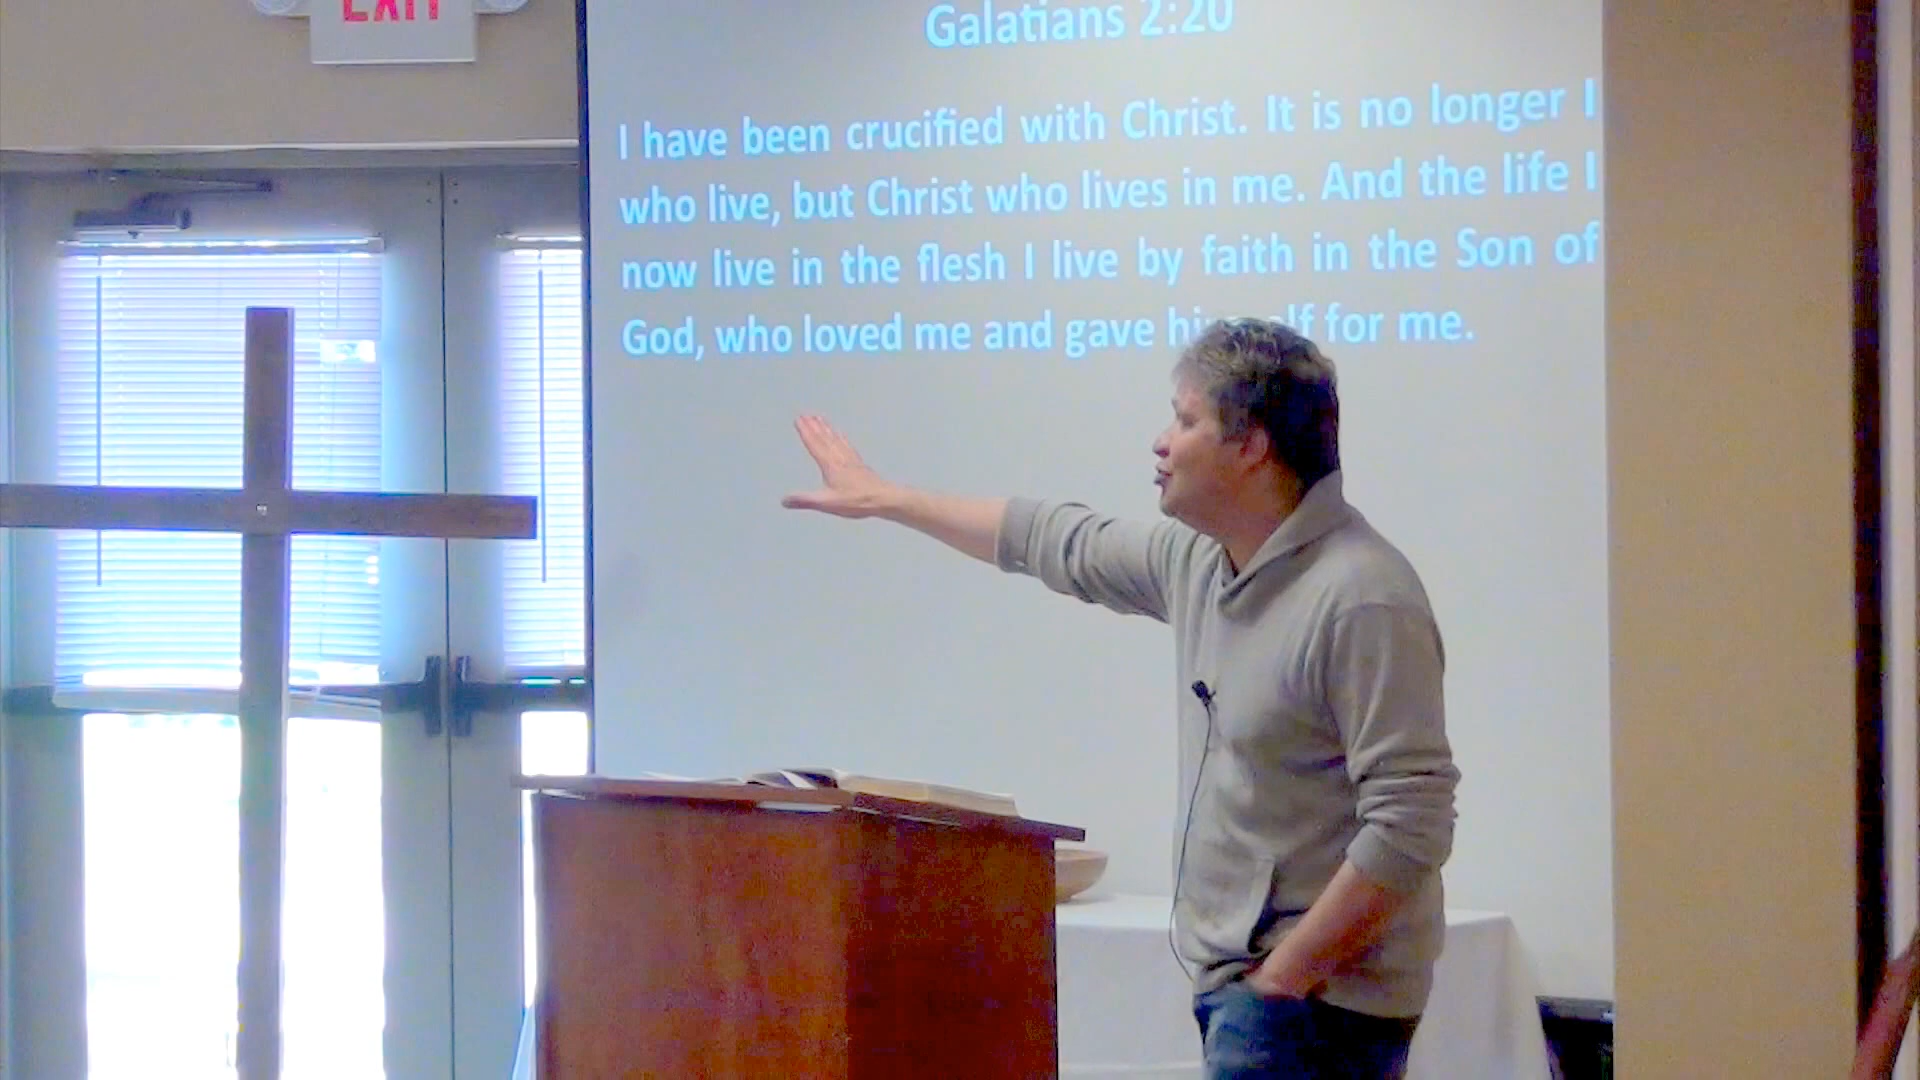 EXIT
Galatians 2:20
I have been crucified with Christ. It is no longer I
who live, but Christ who lives in me. And the life I
now live in the flesh I live by faith in the Son of
God, who loved me and gave himself for me.